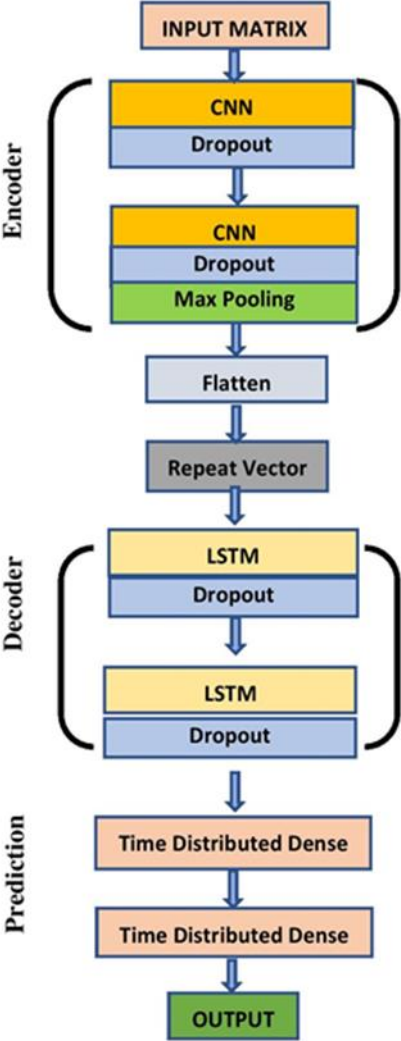 INPUT MATRIX
Encoder
CNN
Dropout
CNN
Dropout
Max Pooling
Flatten
Repeat Vector
Decoder
LSTM
Dropout
LSTM
Dropout
Prediction
Time Distributed Dense
Time Distributed Dense
OUTPUT